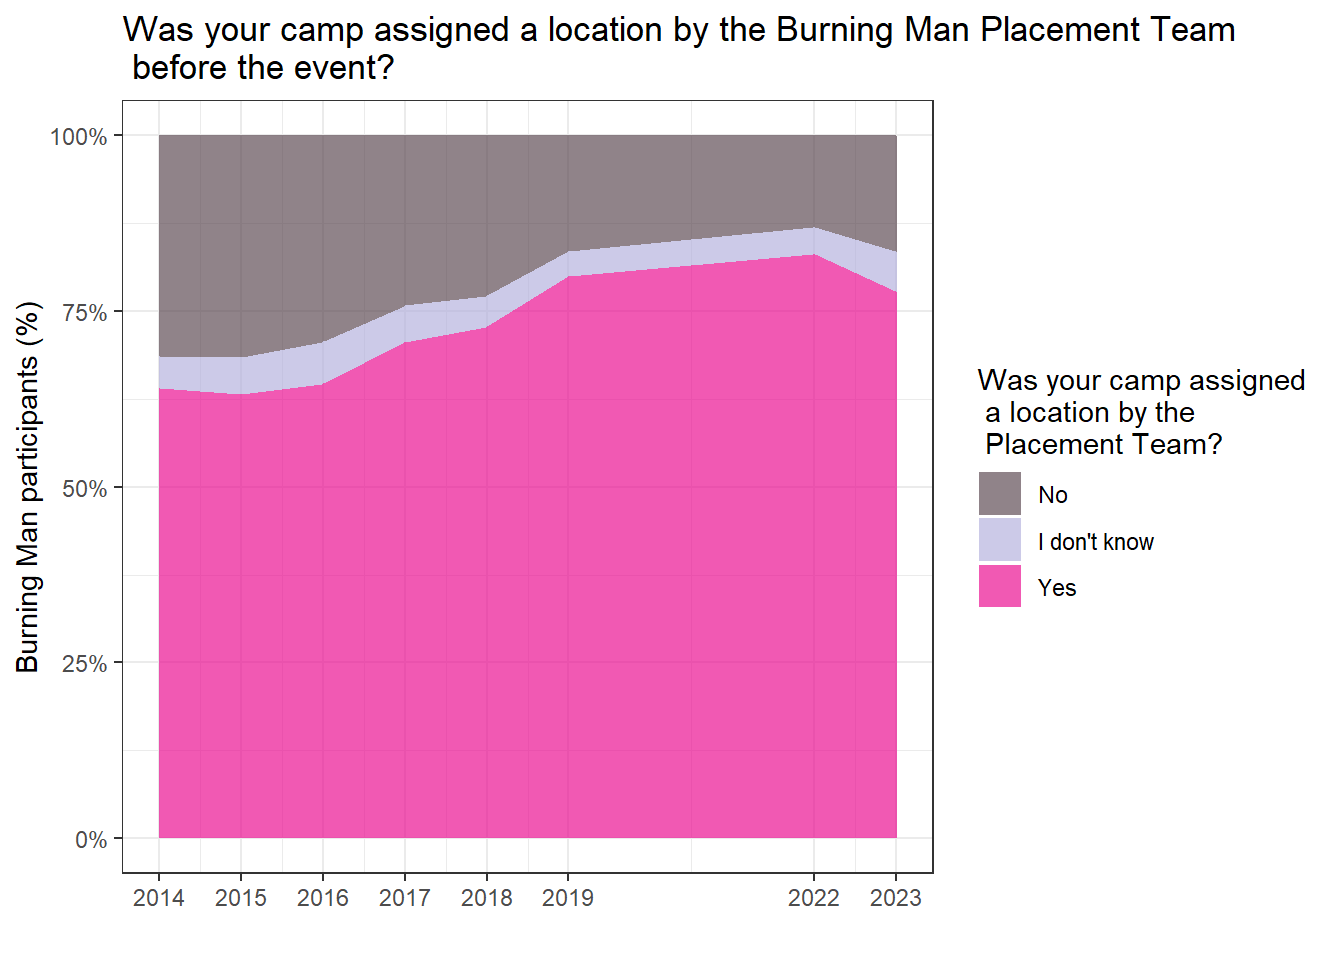 Was your camp assigned a location by the Burning Man Placement Team
before the event?
Burning Man participants (%)
100%
75%
50%
25%
0%
2014 2015 2016 2017 2018 2019 2022 2023
Was your camp assigned
a location by the
Placement Team?
No
I don't know
Yes